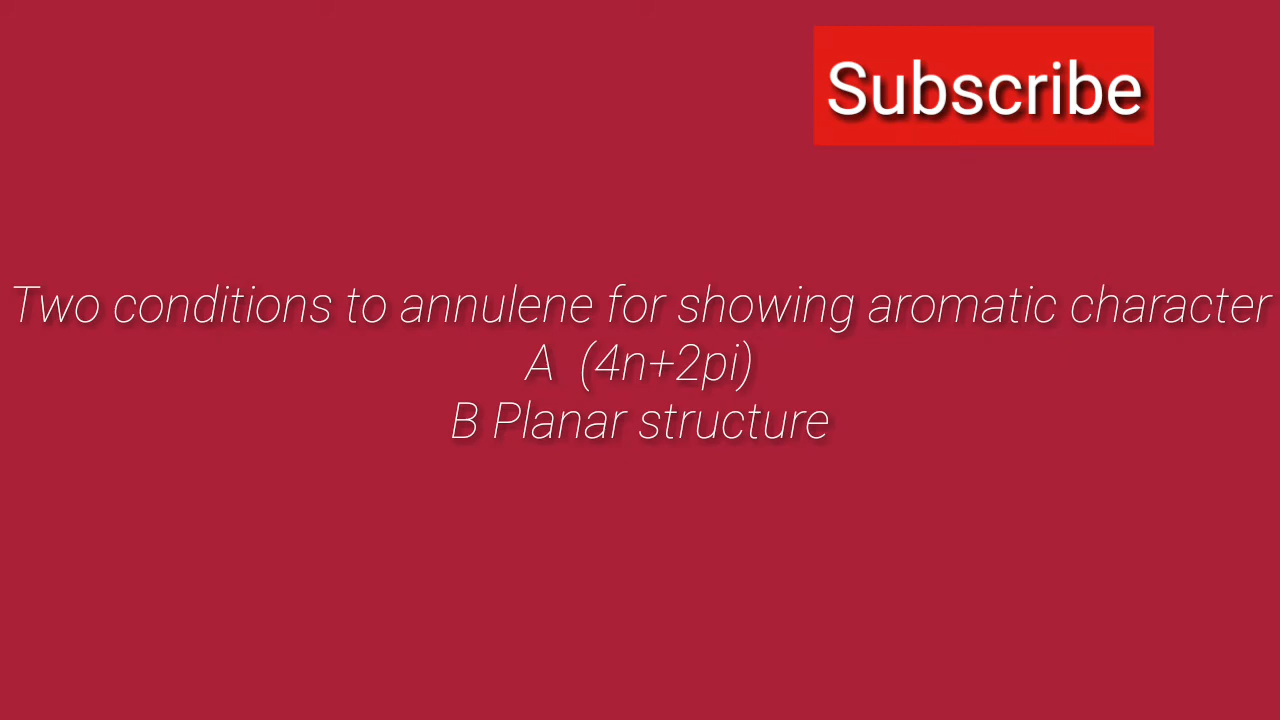 Subscribe
Two conditions to annulene for showing aromatic character
A (4n+2pi)
B Planar structure